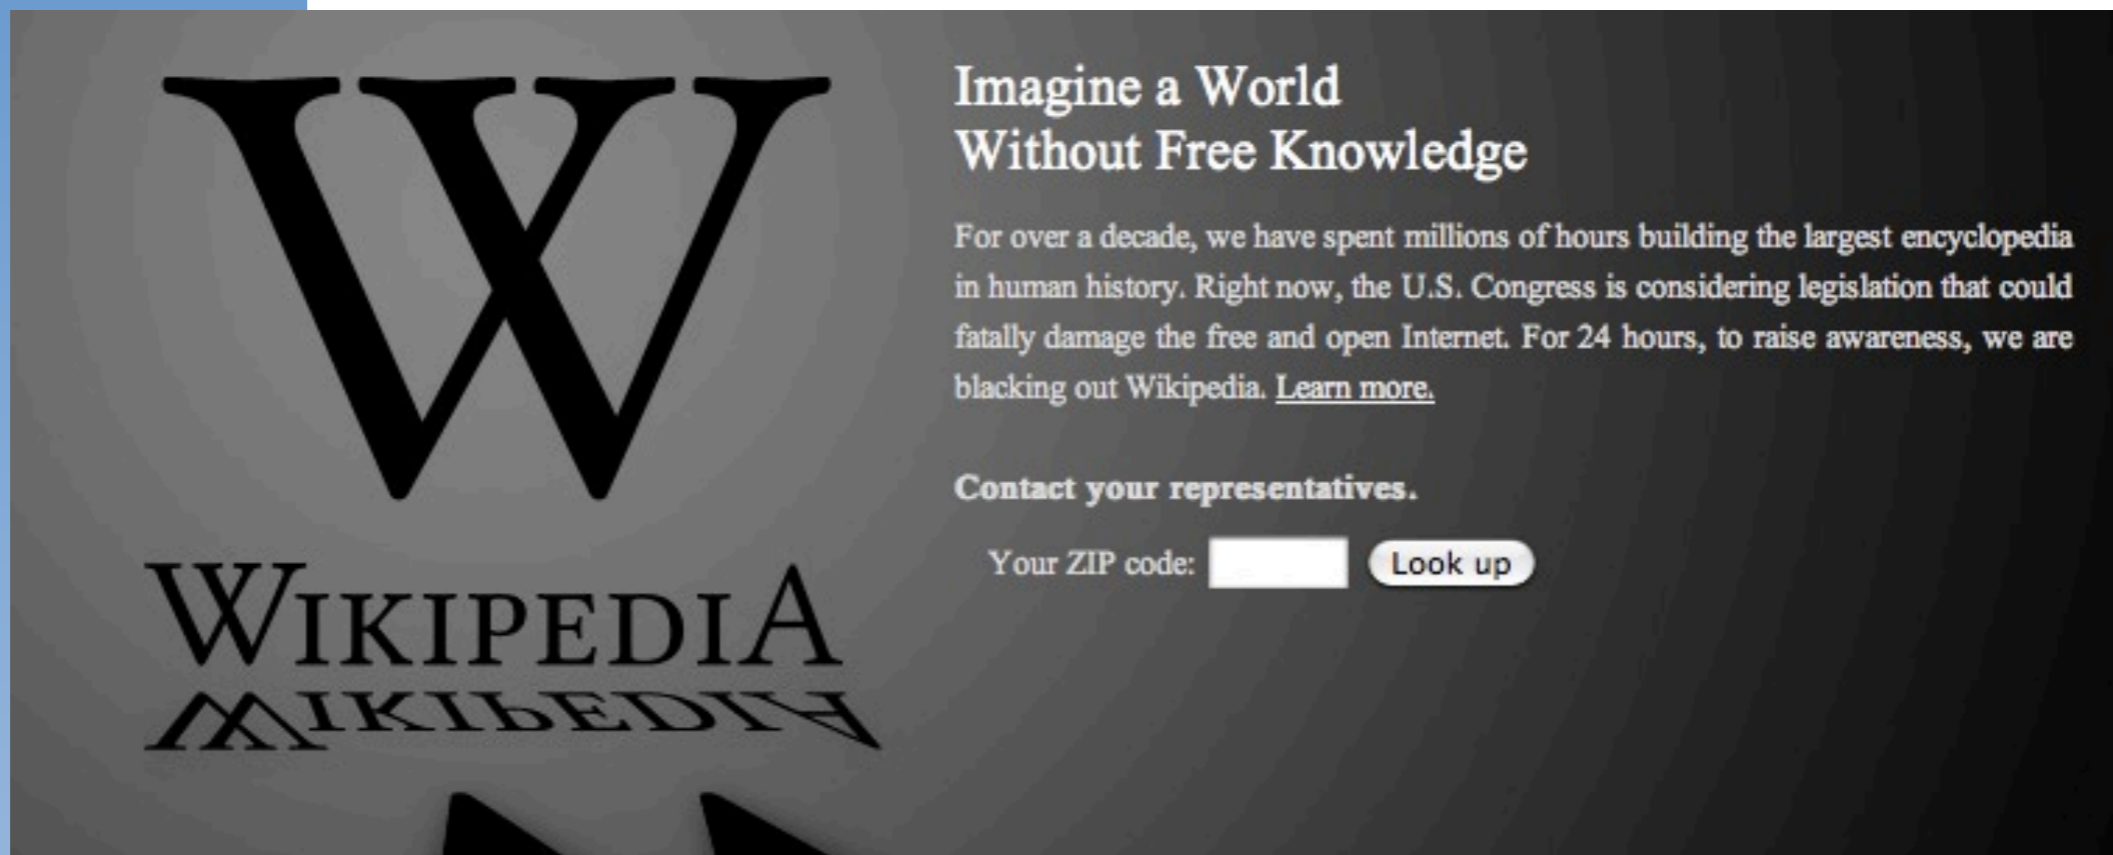 W
WIKIPEDIA
Imagine a World
Without Free Knowledge
For over a decade, we have spent millions of hours building the largest encyclopedia
in human history. Right now, the U.S. Congress is considering legislation that could
fatally damage the free and open Internet. For 24 hours, to raise awareness, we are
blacking out Wikipedia. Learn more.
Contact your representatives.
Your ZIP code: Look up